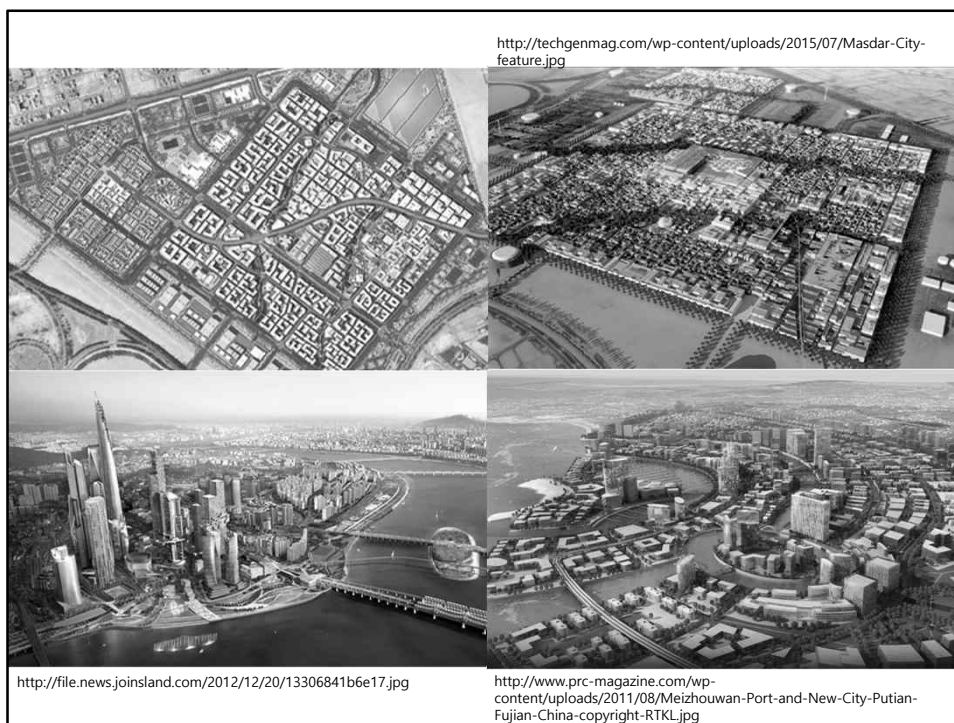 http://techgenmag.com/wp-content/uploads/2015/07/Masdar-City-
feature.jpg
http://file.news.joinsland.com/2012/12/20/13306841b6e17.jpg
http://www.prc-magazine.com/wp-
content/uploads/2011/08/Meizhouwan-Port-and-New-City-Putian-
Fujian-China-copyright-RTKL.jpg